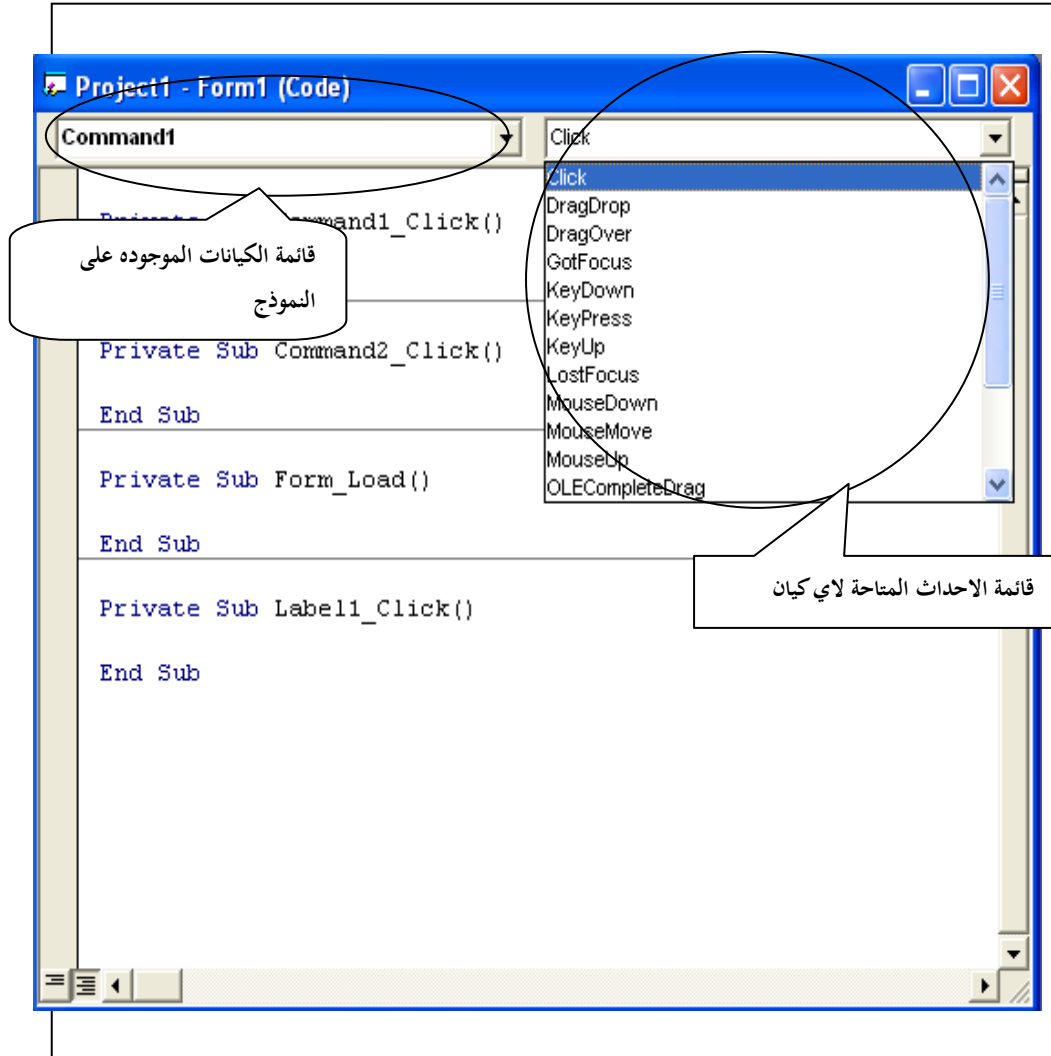 Project1 - Form1 (Code)
Command1
Click
Click
DragDrop
DragOver
GotFocus
KeyDown
KeyPress
KeyUp
LostFocus
MouseDown
MouseMove
MouseUp
OLECompleteDrag
Private Command1_Click()
قائمة الكيانات الموجوده على
النموذج
Private Sub Command2_Click()
End Sub
Private Sub Form_Load()
End Sub
قائمة الاحداث المتاحة لاي كيان
Private Sub Label1_Click()
End Sub